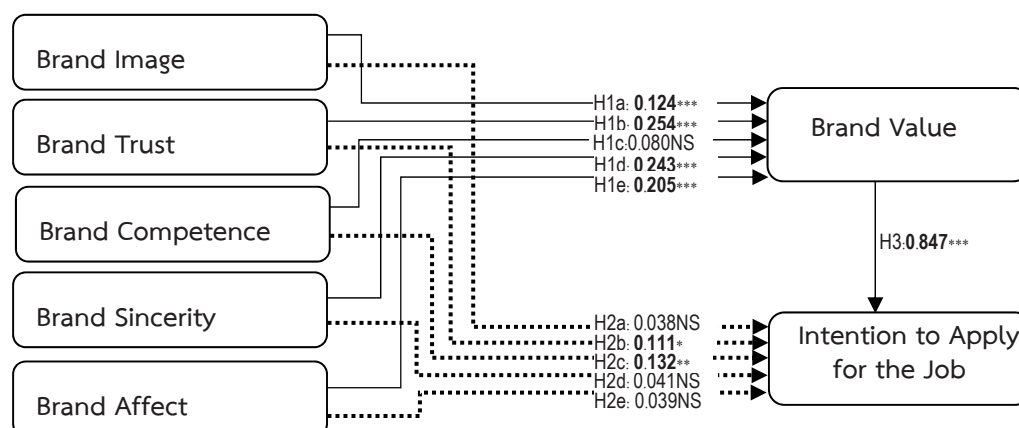 Brand Image
Brand Trust
Brand Competence
Brand Sincerity
Brand Affect
H1a: 0.124***
H1b: 0.254***
H1c:0.080NS
H1d: 0.243***
H1e: 0.205***
Brand Value
H3:0.847***
H2a: 0.038NS
H2b: 0.111*
H2c: 0.132**
H2d: 0.041NS
H2e: 0.039NS
Intention to Apply
for the Job